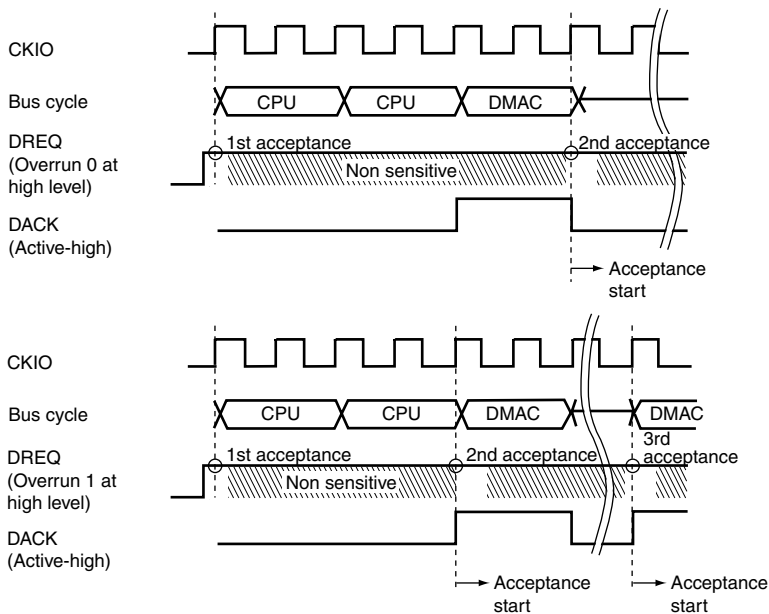 CKIO
Bus cycle
CPU CPU DMAC
DREQ
(Overrun 0 at
high level)
1st acceptance
2nd acceptance
Non sensitive
DACK
(Active-high)
Acceptance
start
CKIO
Bus cycle
CPU CPU DMAC DMAC
DREQ
(Overrun 1 at
high level)
1st acceptance
2nd acceptance
3rd
acceptance
Non sensitive
DACK
(Active-high)
Acceptance
start
Acceptance
start